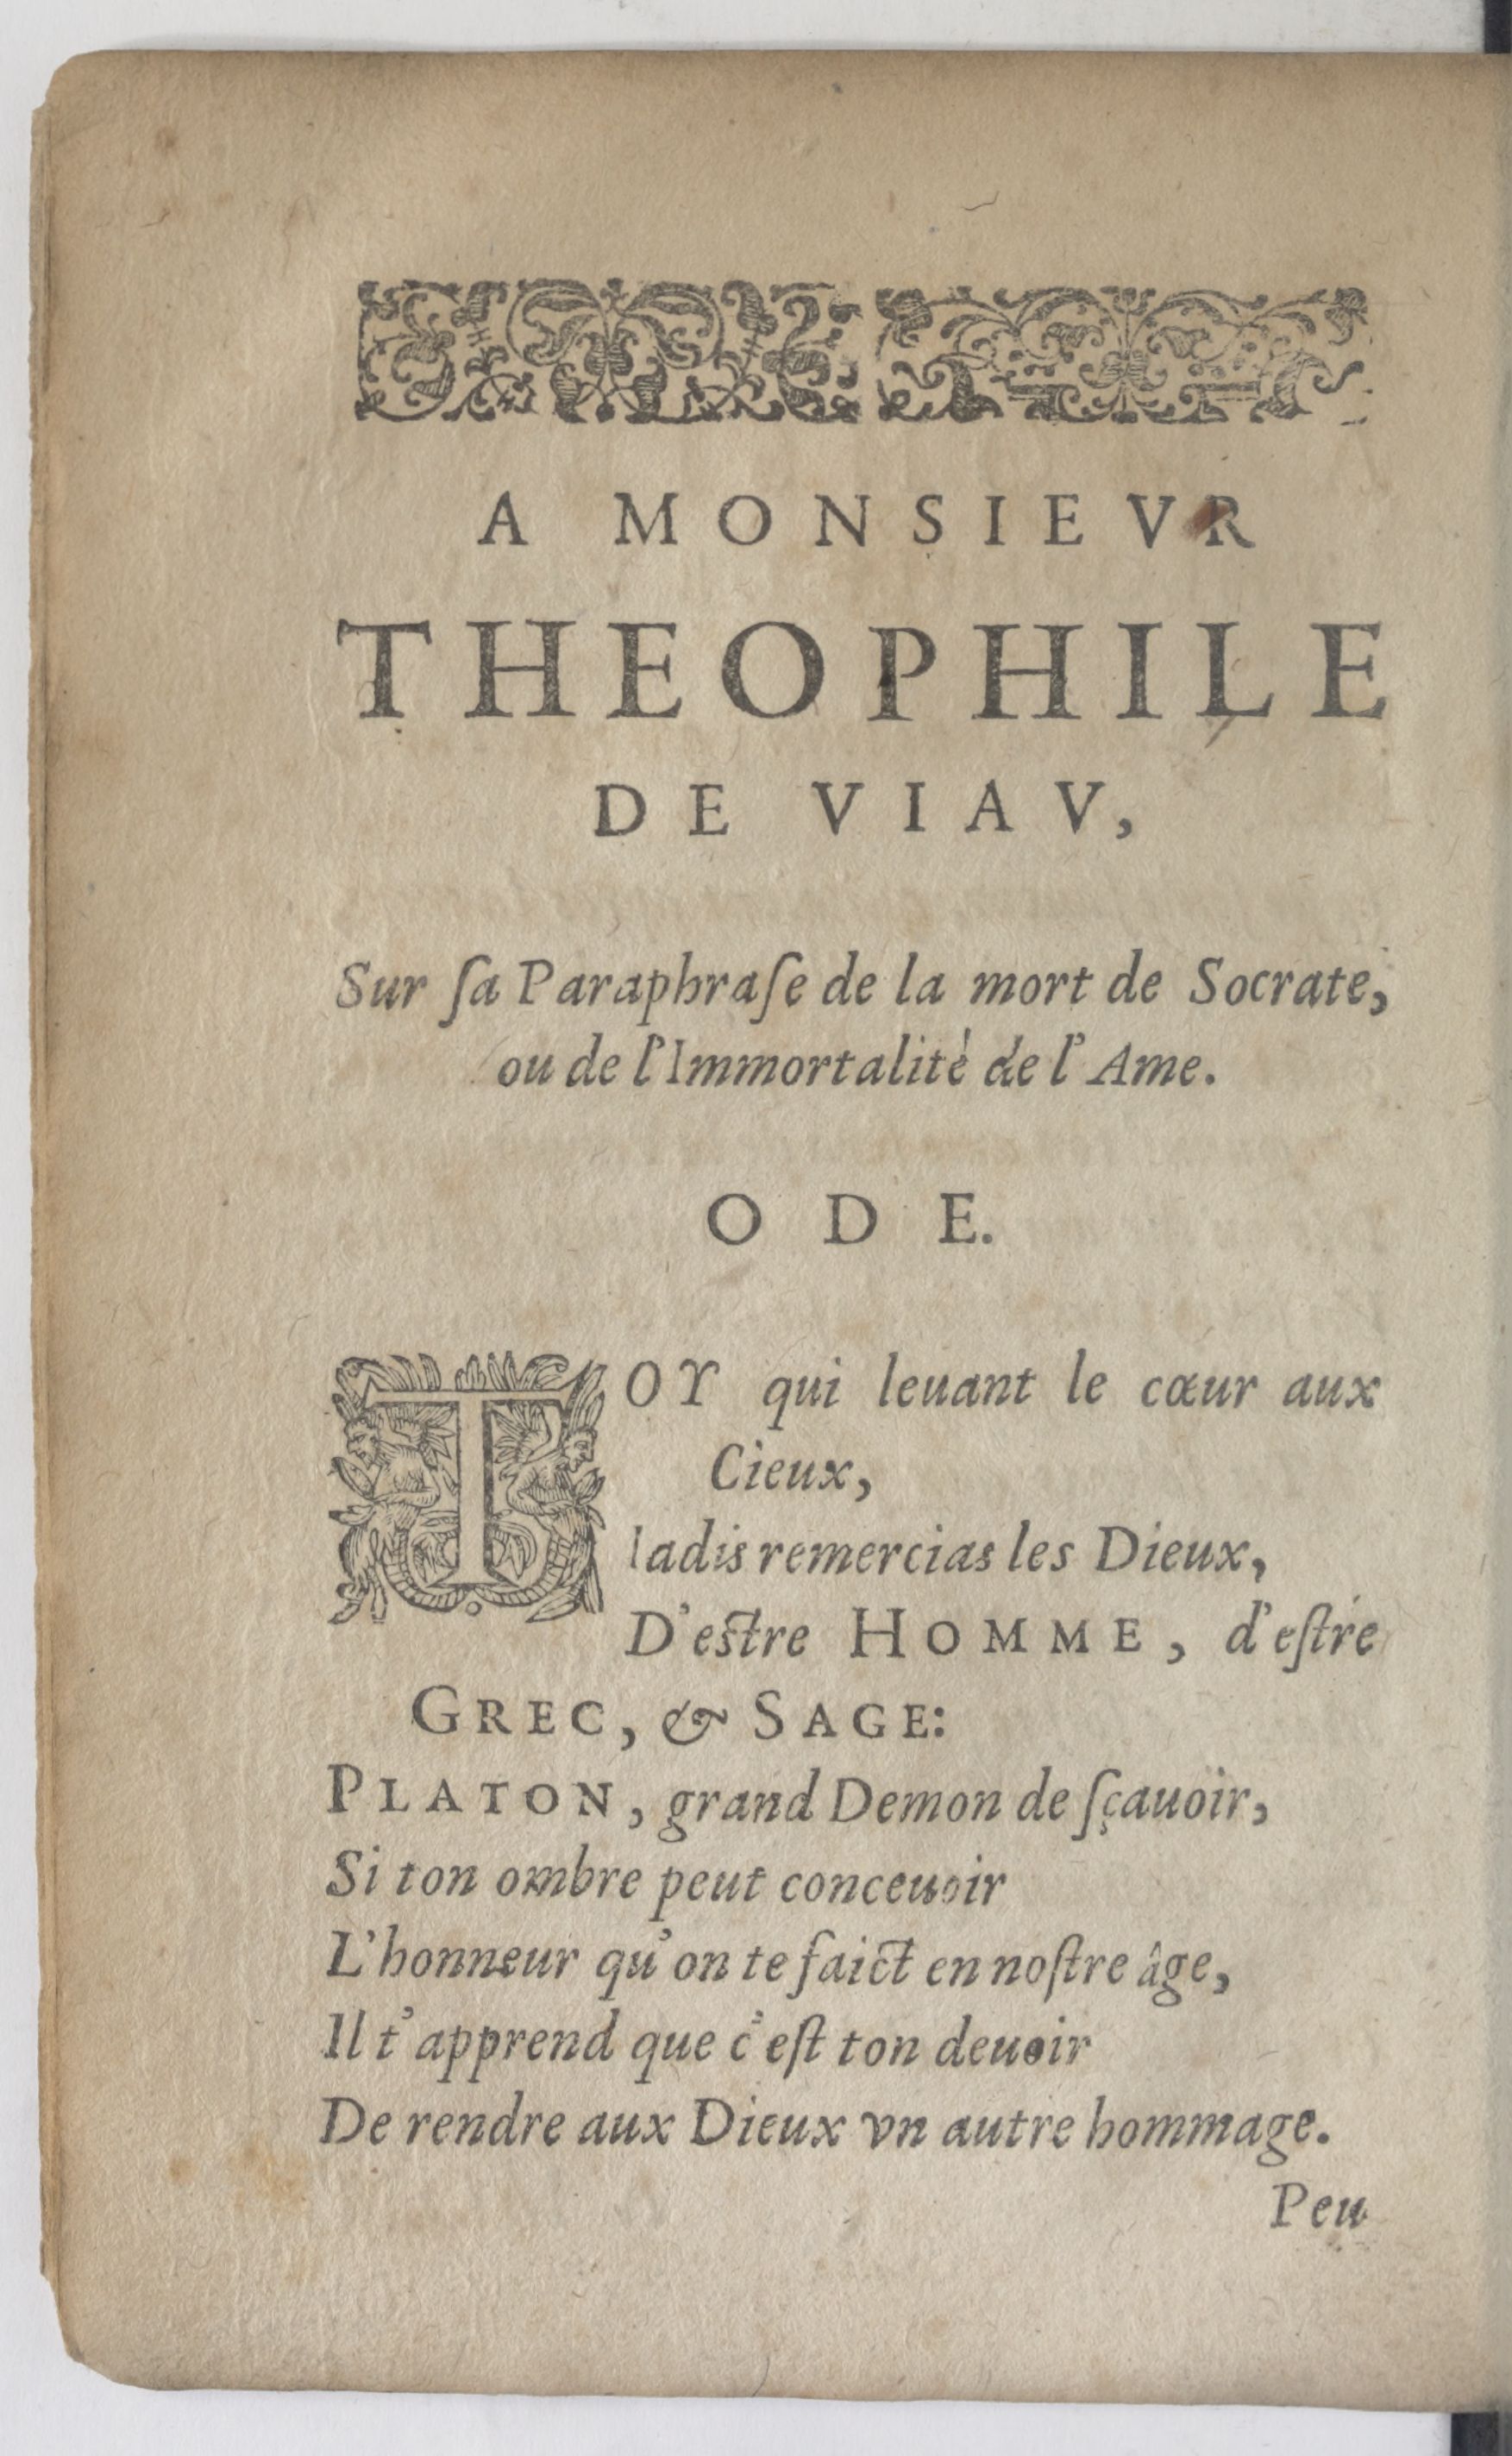 A MONSIEVR
THEOPHILE
DE VIAV,
Sur ſa Paraphraſe de la mort de Socrate,
ou de l'Immortalité de l'Ame.
ODE.
TOY qui leuant le cœur aux
Cieux,
Iadis remercias les Dieux,
D'eſtre HOMME, d'eſtre
GREC, & SAGE:
PLATON, grand Demon de ſçauoir,
Si ton ombre peut conceuoir
L'honneur qu'on te faict en noſtre âge,
Il t'apprend que c'eſt ton deuoir
De rendre aux Dieux vn autre hommage.
Peu